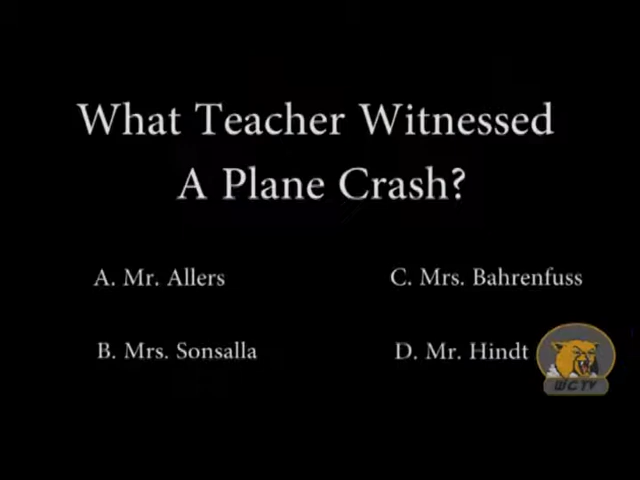 What Teacher Witnessed
A Plane Crash?
A. Mr. Allers
C. Mrs. Bahrenfuss
B. Mrs. Sonsalla
D. Mr. Hindt
WCTV